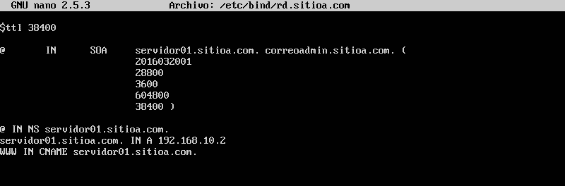 GNU nano 2.5.3 Archivo: /etc/bind/rd.sitioa.com
$ttl 38400
@ IN SOA servidor01.sitioa.com. correoadmin.sitioa.com. (
2016032001
28800
3600
604800
38400 )
@ IN NS servidor01.sitioa.com.
servidor01.sitioa.com. IN A 192.168.10.2
WWW IN CNAME servidor01.sitioa.com.